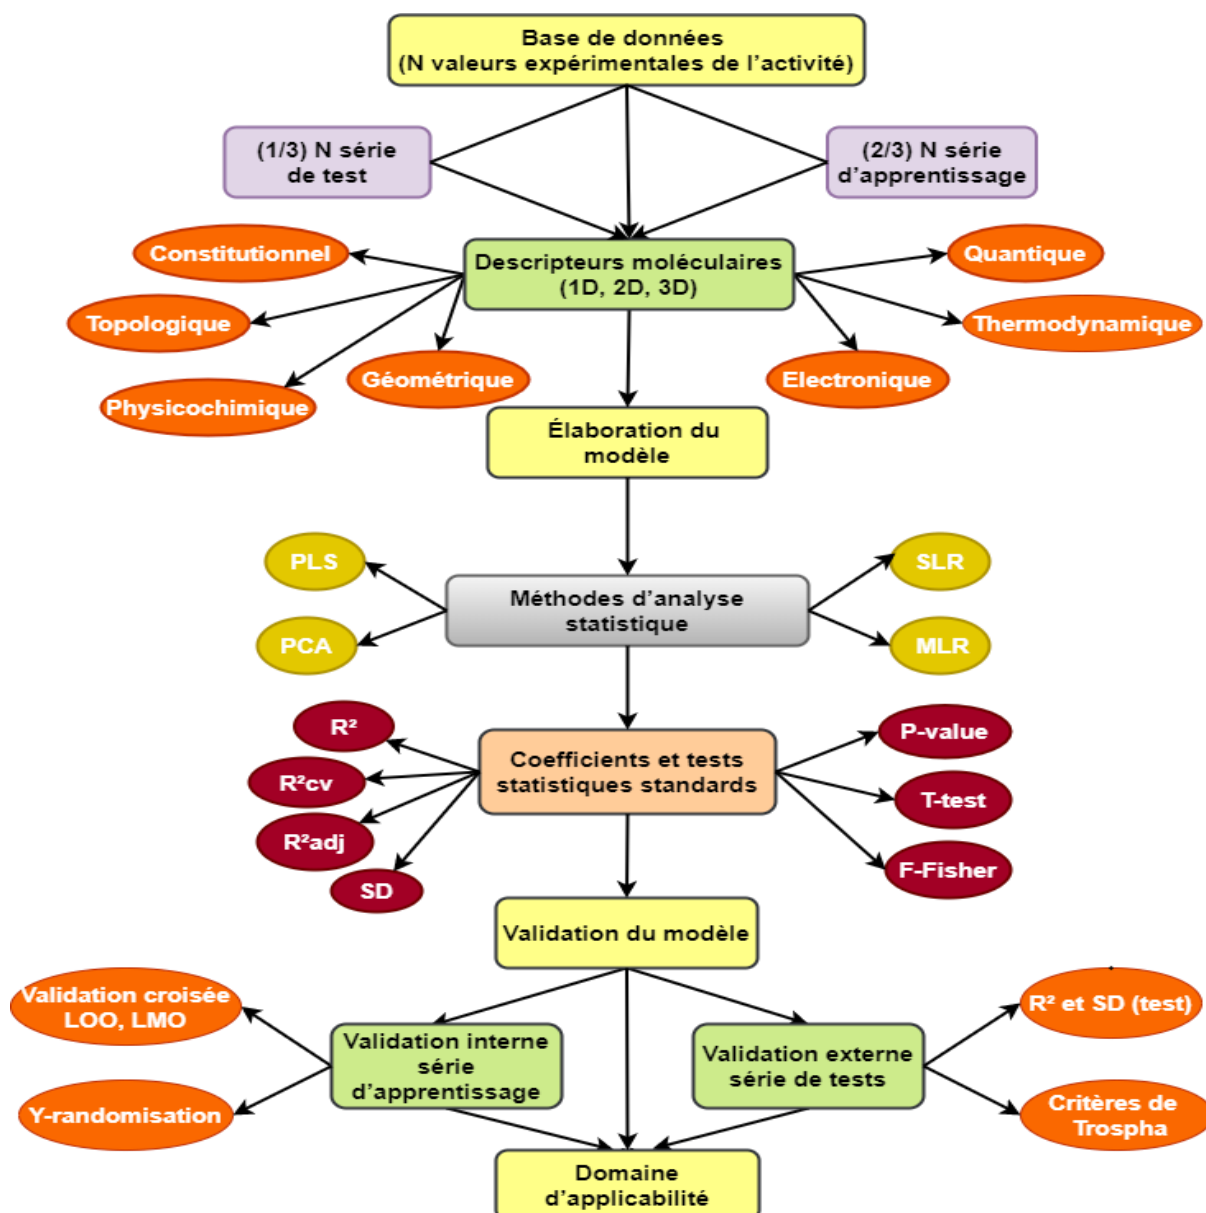 Base de données
(N valeurs expérimentales de l'activité)
(1/3) N série
de test
(2/3) N série
d'apprentissage
Constitutionnel
Descripteurs moléculaires
(1D, 2D, 3D)
Quantique
Topologique
Thermodynamique
Géométrique
Electronique
Physicochimique
Élaboration du
modèle
PLS
SLR
Méthodes d'analyse
statistique
PCA
MLR
R²
P-value
Coefficients et tests
statistiques standards
R²cv
T-test
R²adj
F-Fisher
SD
Validation du modèle
Validation croisée
LOO, LMO
R² et SD (test)
Validation interne
série
d'apprentissage
Validation externe
série de tests
Y-randomisation
Critères de
Trospha
Domaine
d'applicabilité